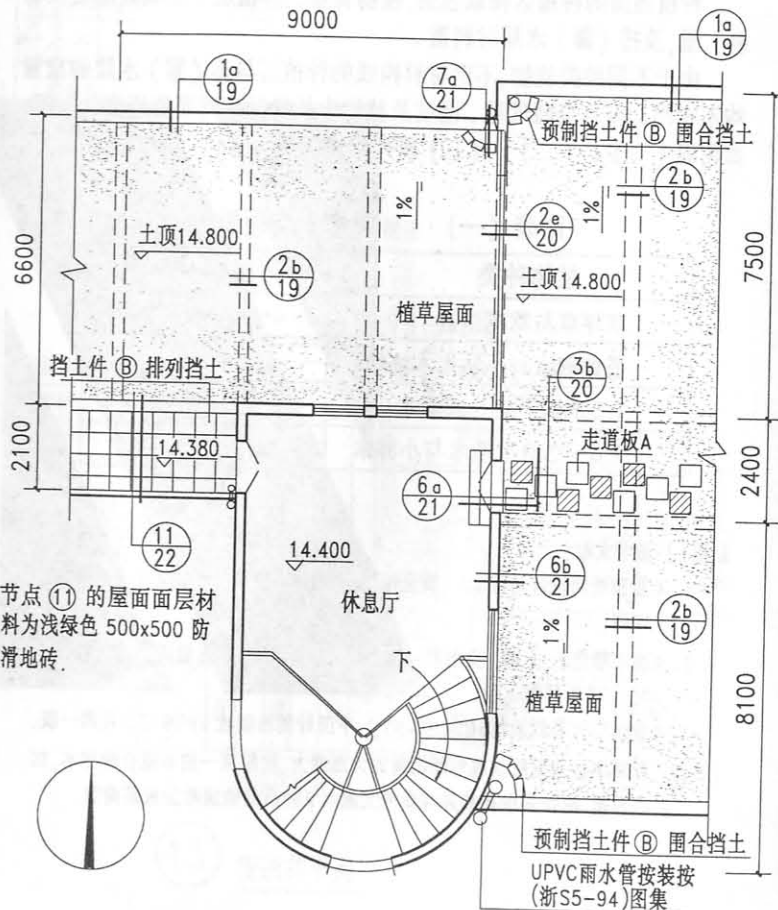 9000
1a
19
7a
21
1a
19
预制挡土件 Ⓑ 围合挡土
6600
1%
2e
20
1%
2b
19
7500
土顶14.800
2b
19
土顶14.800
植草屋面
挡土件 Ⓑ 排列挡土
3b
20
2100
14.380
走道板A
2400
6a
21
11
22
14.400
6b
21
节点 ⑪ 的屋面面层材
料为浅绿色 500x500 防
滑地砖.
休息厅
1%
2b
19
下
植草屋面
8100
预制挡土件 Ⓑ 围合挡土
UPVC雨水管按装按
(浙S5-94)图集